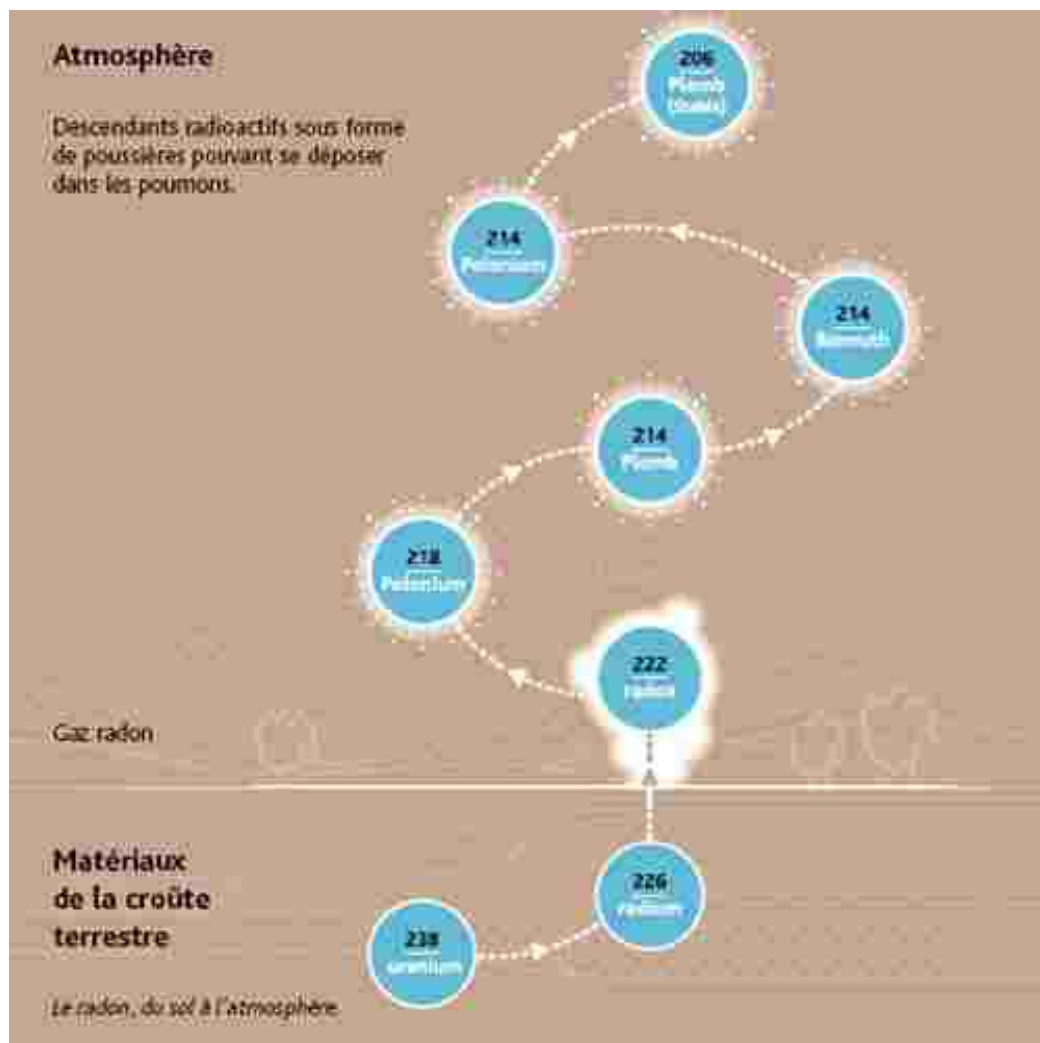 Atmosphère
Descendants radioactifs sous forme
de poussières pouvant se déposer
dans les poumons.
206
Plomb
(stable)
214
Polonium
214
Bismuth
214
Plomb
218
Polonium
222
radon
Gaz radon
Matériaux
de la croûte
terrestre
226
radium
238
uranium
Le radon, du sol à l'atmosphère.